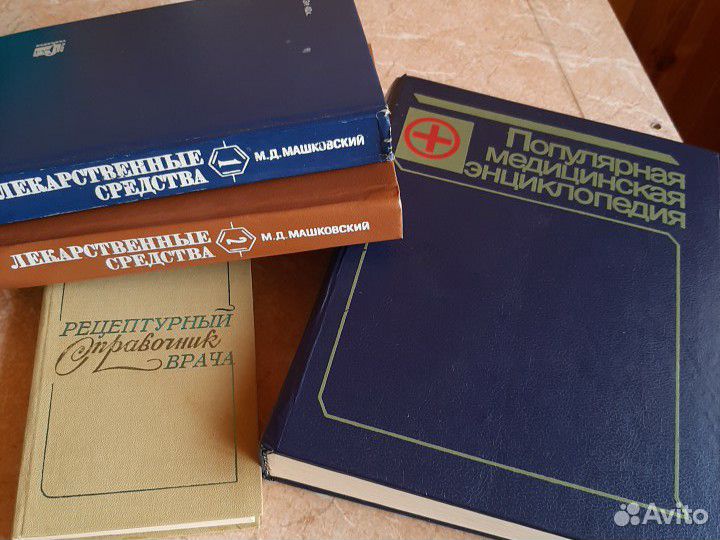 ЛЕКАРСТВЕННЫЕ
СРЕДСТВА
1
М.Д.МАШКОВСКИЙ
ЛЕКАРСТВЕННЫЕ
СРЕДСТВА
2
М.Д.МАШКОВСКИЙ
РЕЦЕПТУРНЫЙ
Справочник
ВРАЧА
Популярная
медицинская
энциклопедия
Avito